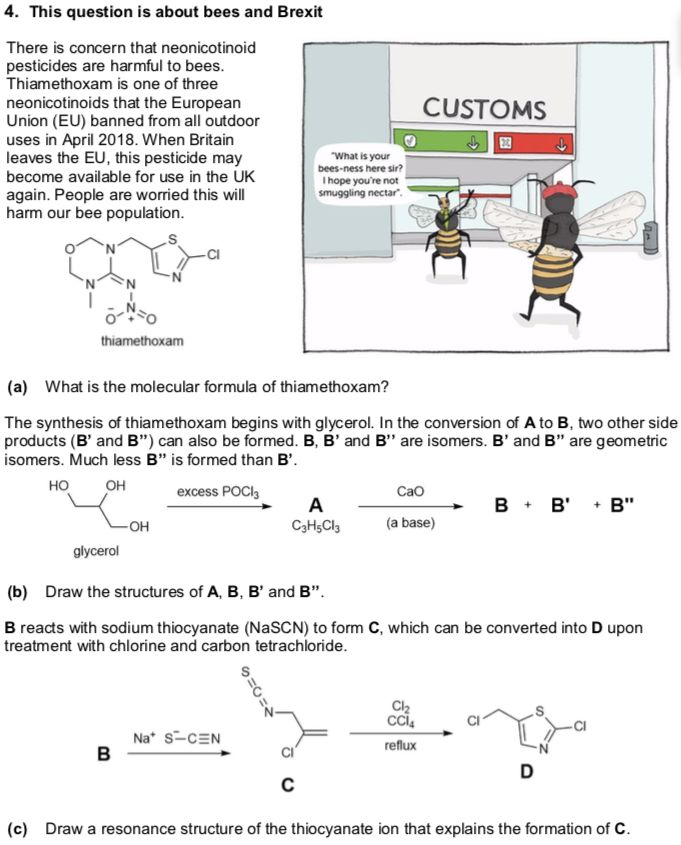 4. This question is about bees and Brexit
There is concern that neonicotinoid
pesticides are harmful to bees.
Thiamethoxam is one of three
neonicotinoids that the European
Union (EU) banned from all outdoor
uses in April 2018. When Britain
leaves the EU, this pesticide may
become available for use in the UK
again. People are worried this will
harm our bee population.
CUSTOMS
"What is your
bees-ness here sir?
I hope you're not
smuggling nectar".
O N S Cl
N N N
O⁻ N⁺ O
thiamethoxam
(a) What is the molecular formula of thiamethoxam?
The synthesis of thiamethoxam begins with glycerol. In the conversion of A to B, two other side
products (B' and B'') can also be formed. B, B' and B'' are isomers. B' and B'' are geometric
isomers. Much less B'' is formed than B'.
HO OH OH
glycerol
excess POCl₃
A
C₃H₅Cl₃
CaO
(a base)
B + B' + B"
(b) Draw the structures of A, B, B' and B''.
B reacts with sodium thiocyanate (NaSCN) to form C, which can be converted into D upon
treatment with chlorine and carbon tetrachloride.
B
Na⁺ S⁻–C≡N
S=C=N
Cl
C
Cl₂
CCl₄
reflux
Cl S Cl
N
D
(c) Draw a resonance structure of the thiocyanate ion that explains the formation of C.